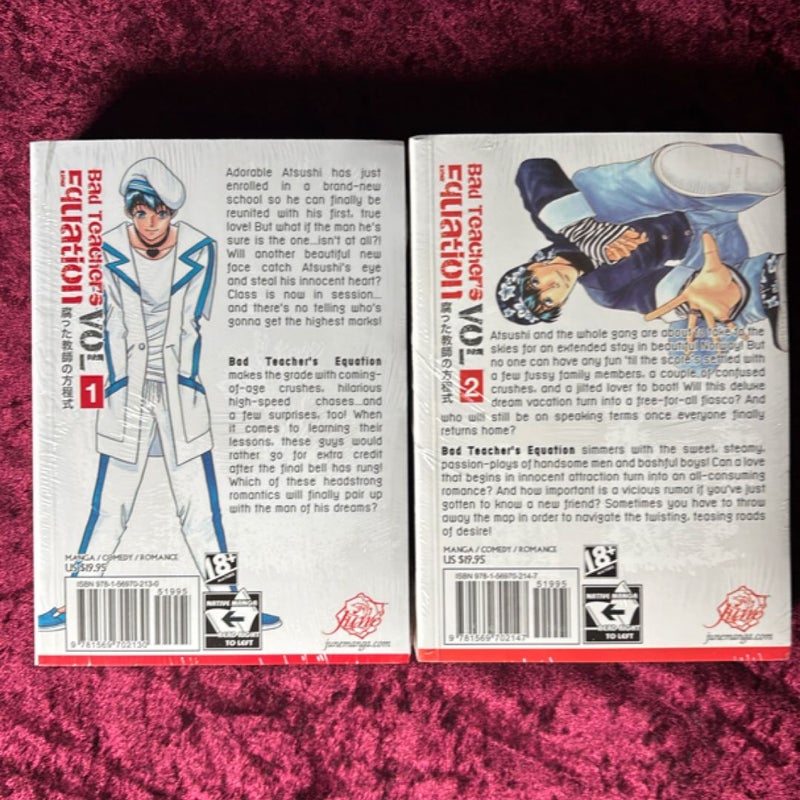 Bad Teacher's
Equation
腐った教師の方程式
VOL
1
Adorable Atsushi has just
enrolled in a brand-new
school so he can finally be
reunited with his first, true
love! But what if the man he's
sure is the one...isn't at all?!
Will another beautiful new
face catch Atsushi's eye
and steal his innocent heart?
Class is now in session...
and there's no telling who's
gonna get the highest marks!
Bad Teacher's Equation
makes the grade with coming-
of-age crushes, hilarious
high-speed chases...and
a few surprises, too! When
it comes to learning their
lessons, these guys would
rather go for extra credit
after the final bell has rung!
Which of these headstrong
romantics will finally pair up
with the man of his dreams?
MANGA / COMEDY / ROMANCE
US $19.95
ISBN 978-1-56970-213-0
51995
9 781569 702130
18+
NATIVE MANGA
READ RIGHT
TO LEFT
June
junemanga.com
Bad Teacher's
Equation
腐った教師の方程式
VOL
2
Atsushi and the whole gang are about to take to the
skies for an extended stay in beautiful
But
no one can have any fun 'til the score's settled with
a few fussy family members, a couple of confused
crushes, and a jilted lover to boot! Will this deluxe
dream vacation turn into a free-for-all fiasco? And
who will still be on speaking terms once everyone finally
returns home?
Bad Teacher's Equation simmers with the sweet, steamy,
passion-plays of handsome men and bashful boys! Can a love
that begins in innocent attraction turn into an all-consuming
romance? And how important is a vicious rumor if you've just
gotten to know a new friend? Sometimes you have to throw
away the map in order to navigate the twisting, teasing roads
of desire!
MANGA / COMEDY / ROMANCE
US $19.95
ISBN 978-1-56970-214-7
51995
9 781569 702147
18+
NATIVE MANGA
READ RIGHT
TO LEFT
June
junemanga.com